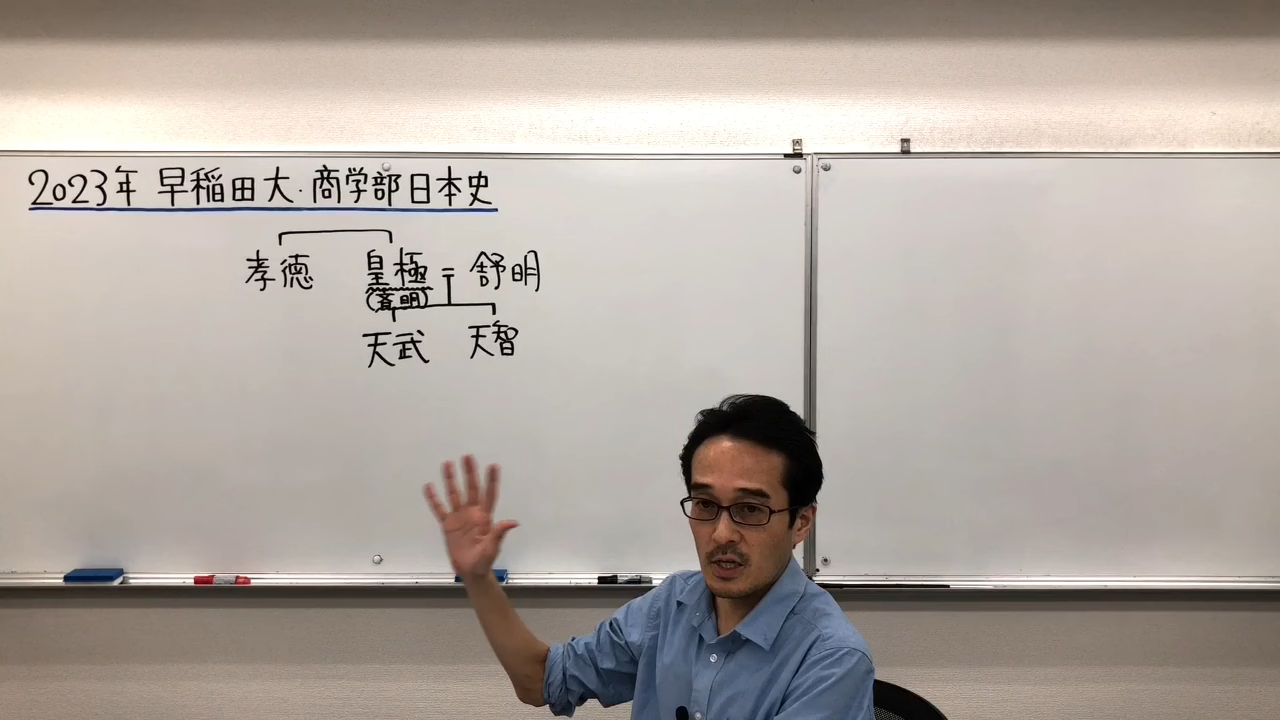 2023年 早稲田大・商学部日本史
孝徳 皇極 舒明
(斉明)
天武 天智